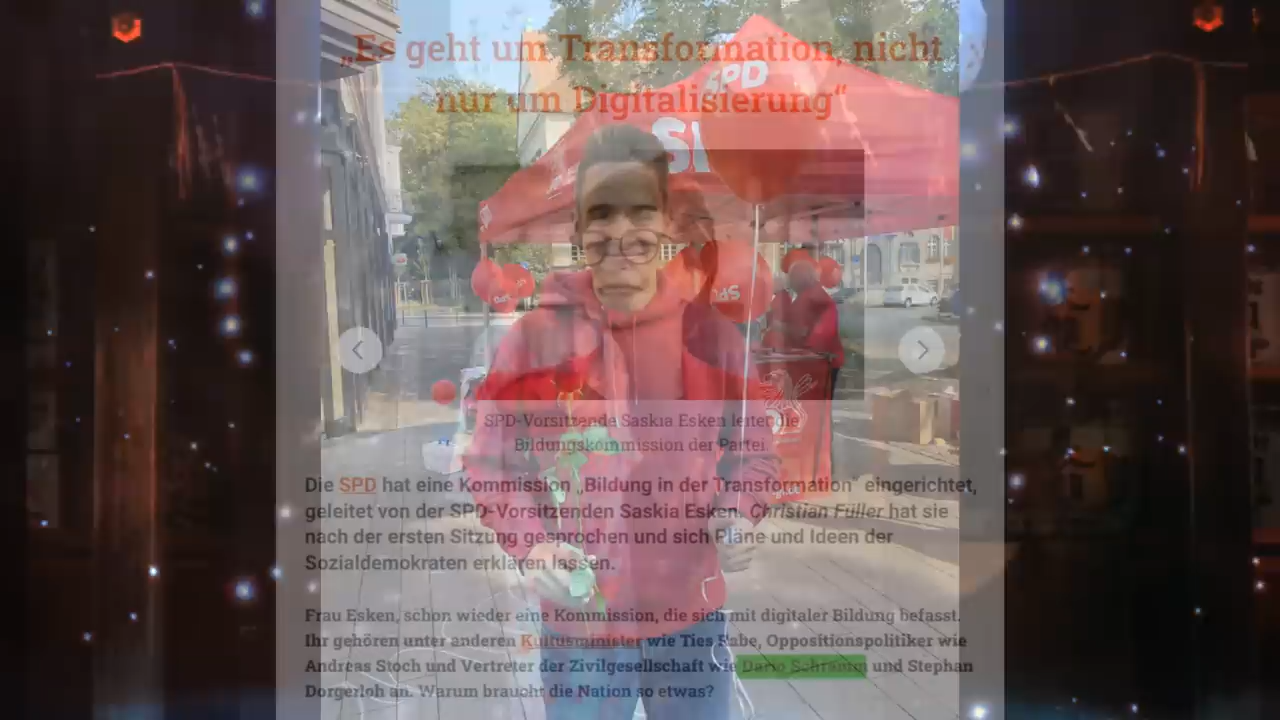 „Es geht um Transformation, nicht
nur um Digitalisierung“
SPD
SPD
SPD-Vorsitzende Saskia Esken leitet die
Bildungskommission der Partei.
Die SPD hat eine Kommission „Bildung in der Transformation“ eingerichtet,
geleitet von der SPD-Vorsitzenden Saskia Esken. Christian Füller hat sie
nach der ersten Sitzung gesprochen und sich Pläne und Ideen der
Sozialdemokraten erklären lassen.
Frau Esken, schon wieder eine Kommission, die sich mit digitaler Bildung befasst.
Ihr gehören unter anderen Kultusminister wie Ties Rabe, Oppositionspolitiker wie
Andreas Stoch und Vertreter der Zivilgesellschaft wie Dario Schramm und Stephan
Dorgerloh an. Warum braucht die Nation so etwas?